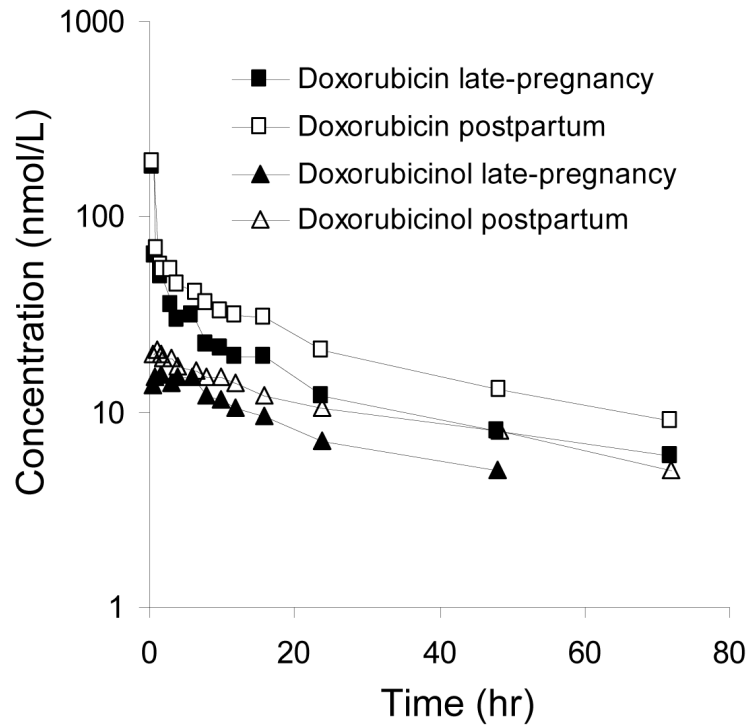 1000
100
10
1
Concentration (nmol/L)
Doxorubicin late-pregnancy
Doxorubicin postpartum
Doxorubicinol late-pregnancy
Doxorubicinol postpartum
0
20
40
60
80
Time (hr)